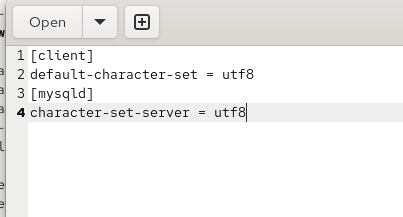 Open
1 [client]
2 default-character-set = utf8
3 [mysqld]
4 character-set-server = utf8